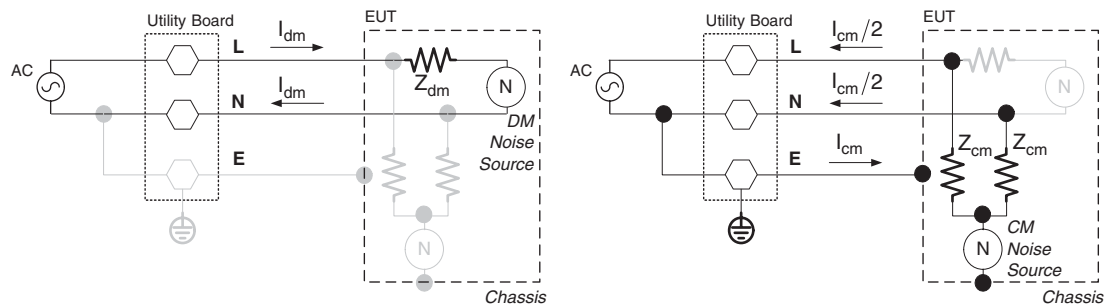 Utility Board
EUT
L
I_dm
AC
N
I_dm
Z_dm
N
DM
Noise
Source
E
N
Chassis
Utility Board
EUT
L
I_cm/2
AC
N
I_cm/2
N
E
I_cm
Z_cm
Z_cm
N
CM
Noise
Source
Chassis